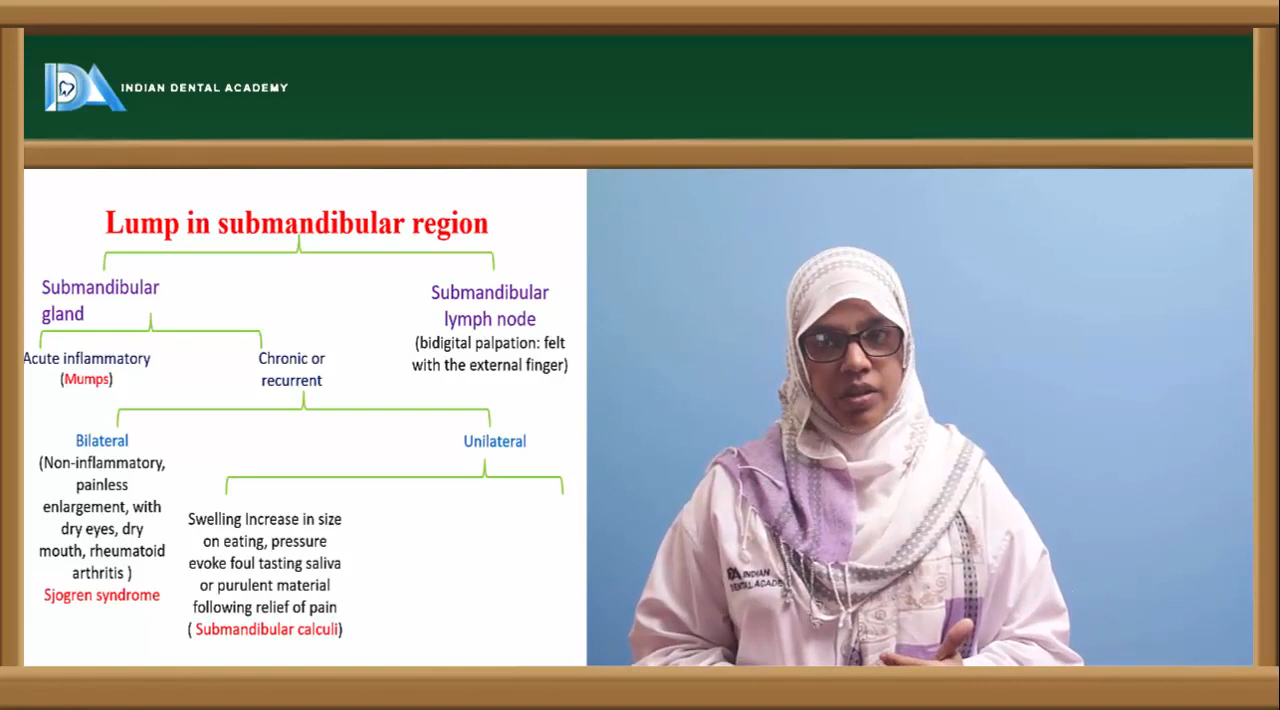 INDIAN DENTAL ACADEMY
Lump in submandibular region
Submandibular
gland
Submandibular
lymph node
(bidigital palpation: felt
with the external finger)
Acute inflammatory
(Mumps)
Chronic or
recurrent
Bilateral
(Non-inflammatory,
painless
enlargement, with
dry eyes, dry
mouth, rheumatoid
arthritis )
Sjogren syndrome
Unilateral
Swelling Increase in size
on eating, pressure
evoke foul tasting saliva
or purulent material
following relief of pain
( Submandibular calculi)
INDIAN
DENTAL ACADE